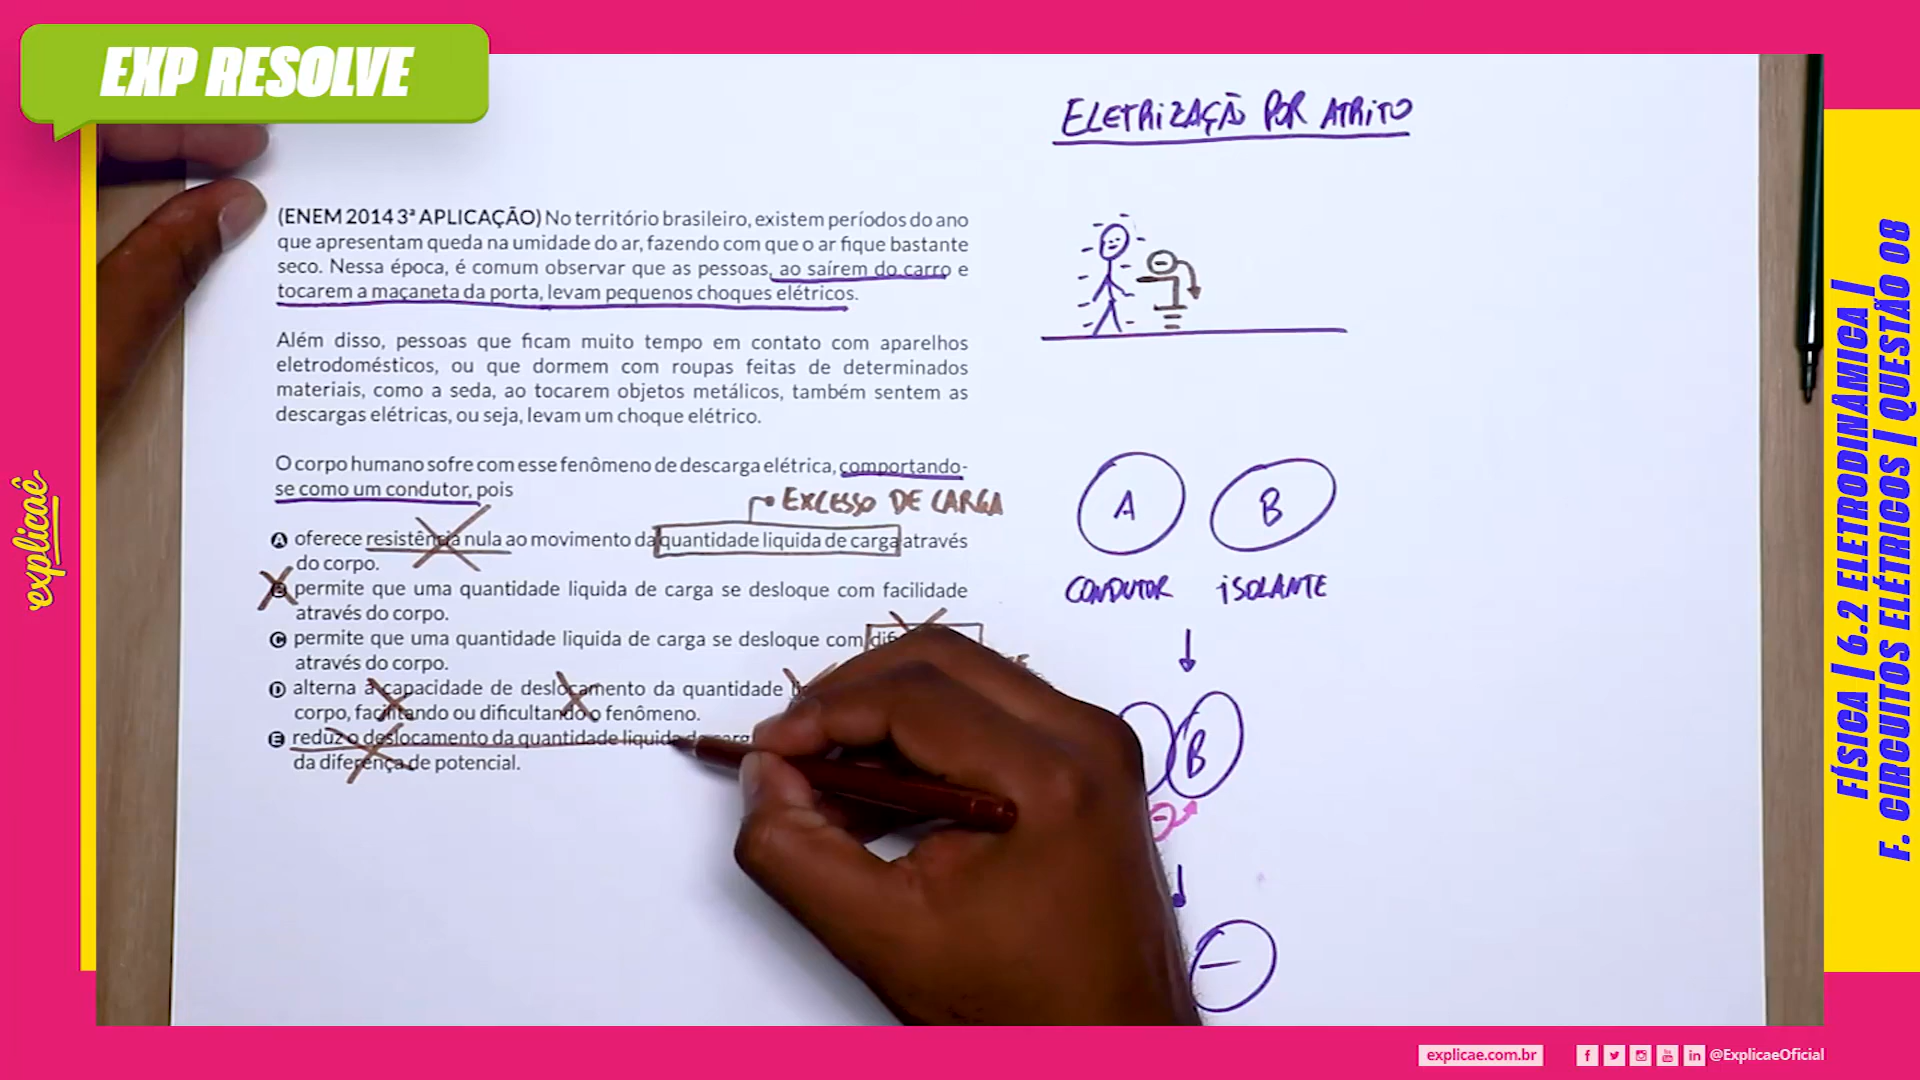 EXP RESOLVE
ELETRIZAÇÃO POR ATRITO
(ENEM 2014 3ª APLICAÇÃO) No território brasileiro, existem períodos do ano
que apresentam queda na umidade do ar, fazendo com que o ar fique bastante
seco. Nessa época, é comum observar que as pessoas, ao saírem do carro e
tocarem a maçaneta da porta, levam pequenos choques elétricos.
Além disso, pessoas que ficam muito tempo em contato com aparelhos
eletrodomésticos, ou que dormem com roupas feitas de determinados
materiais, como a seda, ao tocarem objetos metálicos, também sentem as
descargas elétricas, ou seja, levam um choque elétrico.
O corpo humano sofre com esse fenômeno de descarga elétrica, comportando-
se como um condutor, pois
EXCESSO DE CARGA
A oferece resistência nula ao movimento da quantidade liquida de carga através
do corpo.
B permite que uma quantidade liquida de carga se desloque com facilidade
através do corpo.
C permite que uma quantidade liquida de carga se desloque com
através do corpo.
D alterna a capacidade de deslocamento da quantidade
corpo, facilitando ou dificultando o fenômeno.
E reduz o deslocamento da quantidade liquida de
da diferença de potencial.
A B
CONDUTOR ISOLANTE
B
explicaê
FÍSICA | 6.2 ELETRODINÂMICA |
F. CIRCUITOS ELÉTRICOS | QUESTÃO 08
explicae.com.br
@ExplicaeOficial